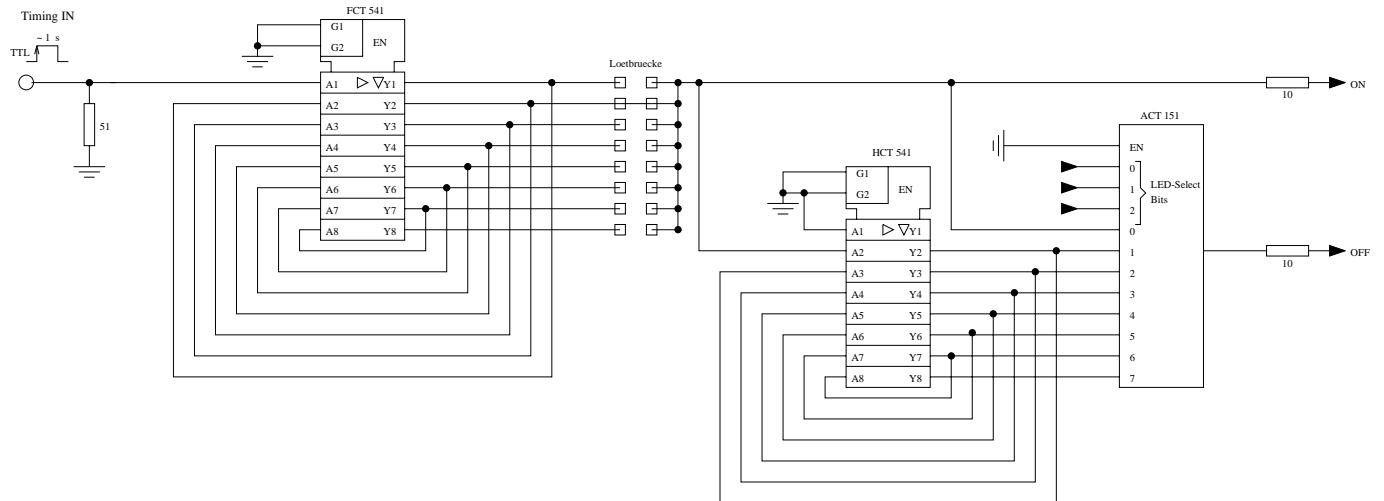 Timing IN
~ 1 s
TTL
51
FCT 541
G1
G2
EN
A1 Y1
A2 Y2
A3 Y3
A4 Y4
A5 Y5
A6 Y6
A7 Y7
A8 Y8
Loetbruecke
HCT 541
G1
G2
EN
A1 Y1
A2 Y2
A3 Y3
A4 Y4
A5 Y5
A6 Y6
A7 Y7
A8 Y8
ACT 151
EN
0
1
2
LED-Select
Bits
0
1
2
3
4
5
6
7
10
ON
10
OFF